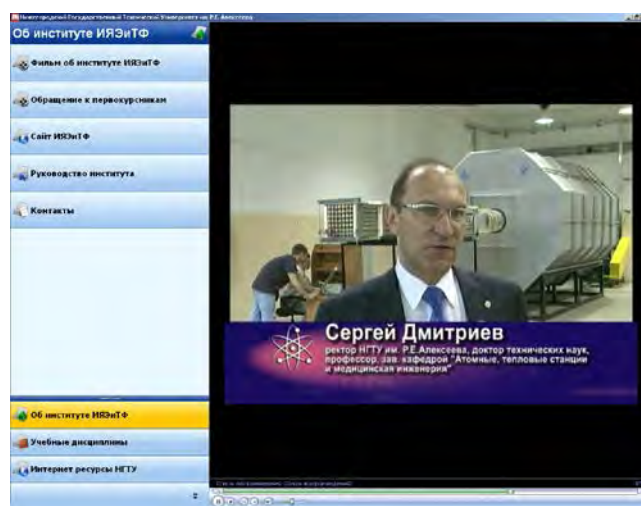 Нижегородский Государственный Технический Университет им. Р.Е. Алексеева
Об институте ИЯЭиТФ
Фильм об институте ИЯЭиТФ
Обращение к первокурсникам
Сайт ИЯЭиТФ
Руководство института
Контакты
Об институте ИЯЭиТФ
Учебные дисциплины
Интернет ресурсы НГТУ
Сергей Дмитриев
ректор НГТУ им. Р.Е.Алексеева, доктор технических наук,
профессор, зав. кафедрой "Атомные, тепловые станции
и медицинская инженерия"